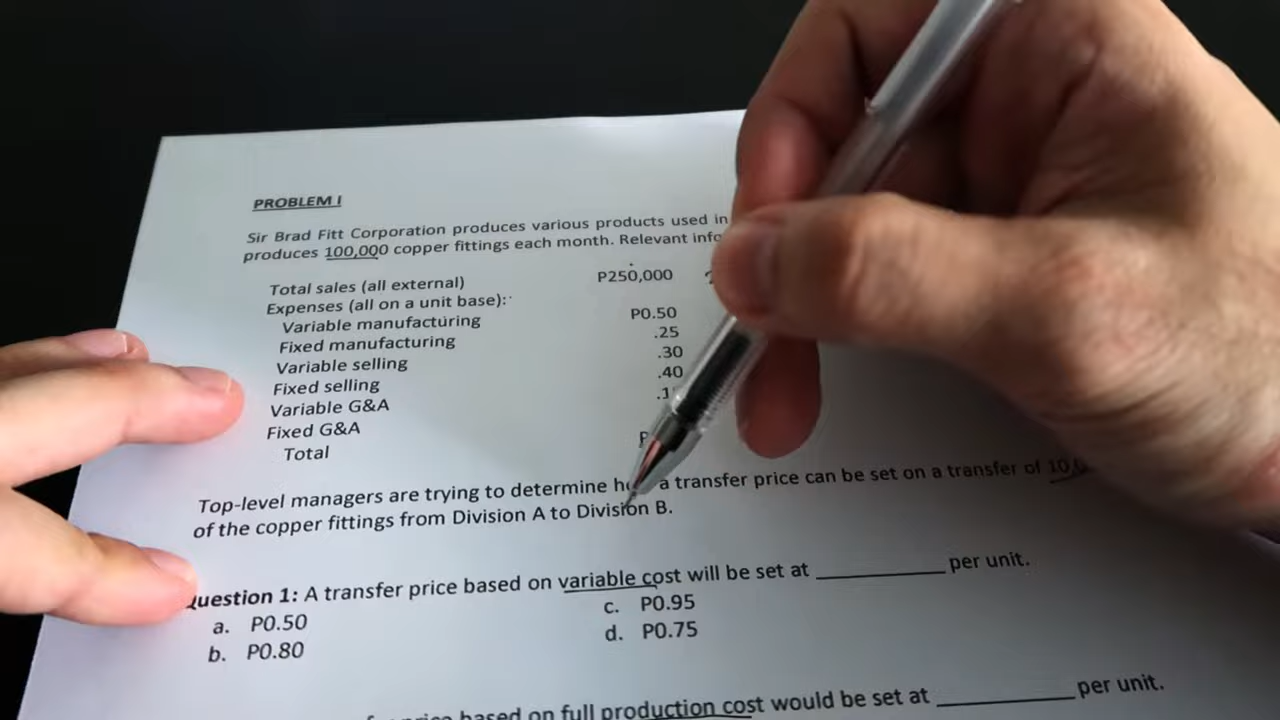 PROBLEM I
Sir Brad Fitt Corporation produces various products used in
produces 100,000 copper fittings each month. Relevant
Total sales (all external) P250,000
Expenses (all on a unit base):
Variable manufacturing P0.50
Fixed manufacturing .25
Variable selling .30
Fixed selling .40
Variable G&A
Fixed G&A
Total
Top-level managers are trying to determine a transfer price can be set on a transfer of
of the copper fittings from Division A to Division B.
Question 1: A transfer price based on variable cost will be set at __________ per unit.
a. P0.50 c. P0.95
b. P0.80 d. P0.75
based on full production cost would be set at __________ per unit.